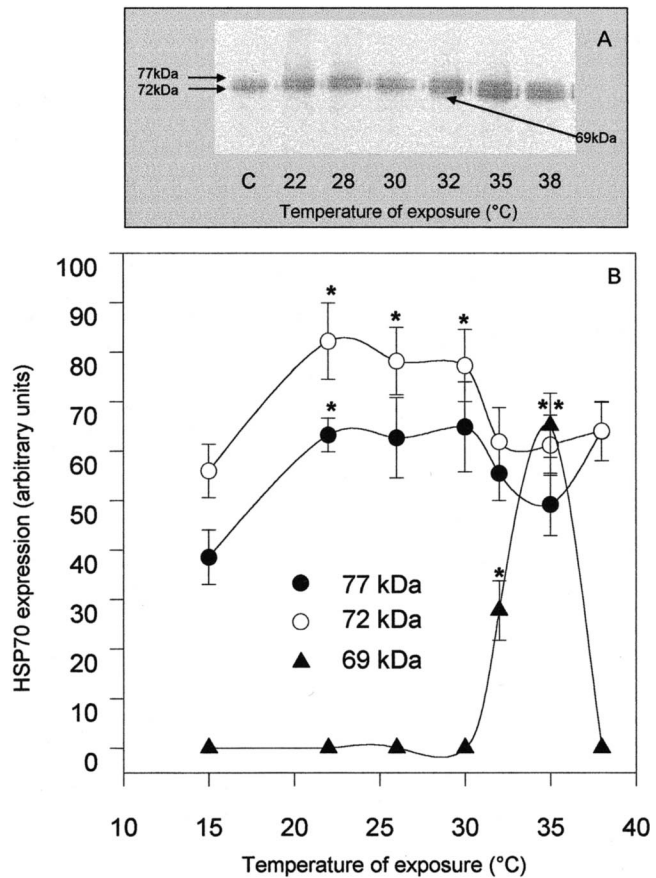 A
77kDa
72kDa
69kDa
C 22 28 30 32 35 38
Temperature of exposure (°C)
B
100
90
80
70
60
50
40
30
20
10
0
HSP70 expression (arbitrary units)
*
*
*
*
**
*
77 kDa
72 kDa
69 kDa
10 15 20 25 30 35 40
Temperature of exposure (°C)